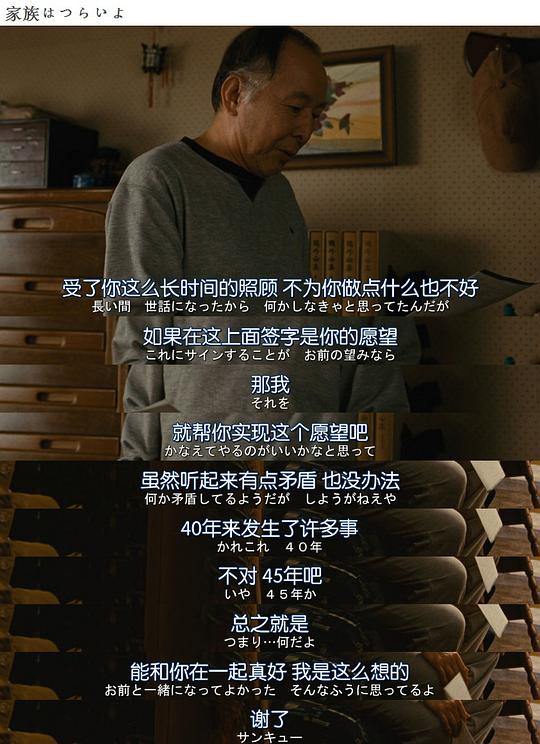 家族はつらいよ
受了你这么长时间的照顾 不为你做点什么也不好
長い間　世話になったから　何かしなきゃと思ってたんだが
如果在这上面签字是你的愿望
これにサインすることが　お前の望みなら
那我
それを
就帮你实现这个愿望吧
かなえてやるのがいいかなと思って
虽然听起来有点矛盾 也没办法
何か矛盾してるようだが　しようがねえや
40年来发生了许多事
かれこれ　４０年
不对 45年吧
いや　４５年か
总之就是
つまり…何だよ
能和你在一起真好 我是这么想的
お前と一緒になってよかった　そんなふうに思ってるよ
谢了
サンキュー